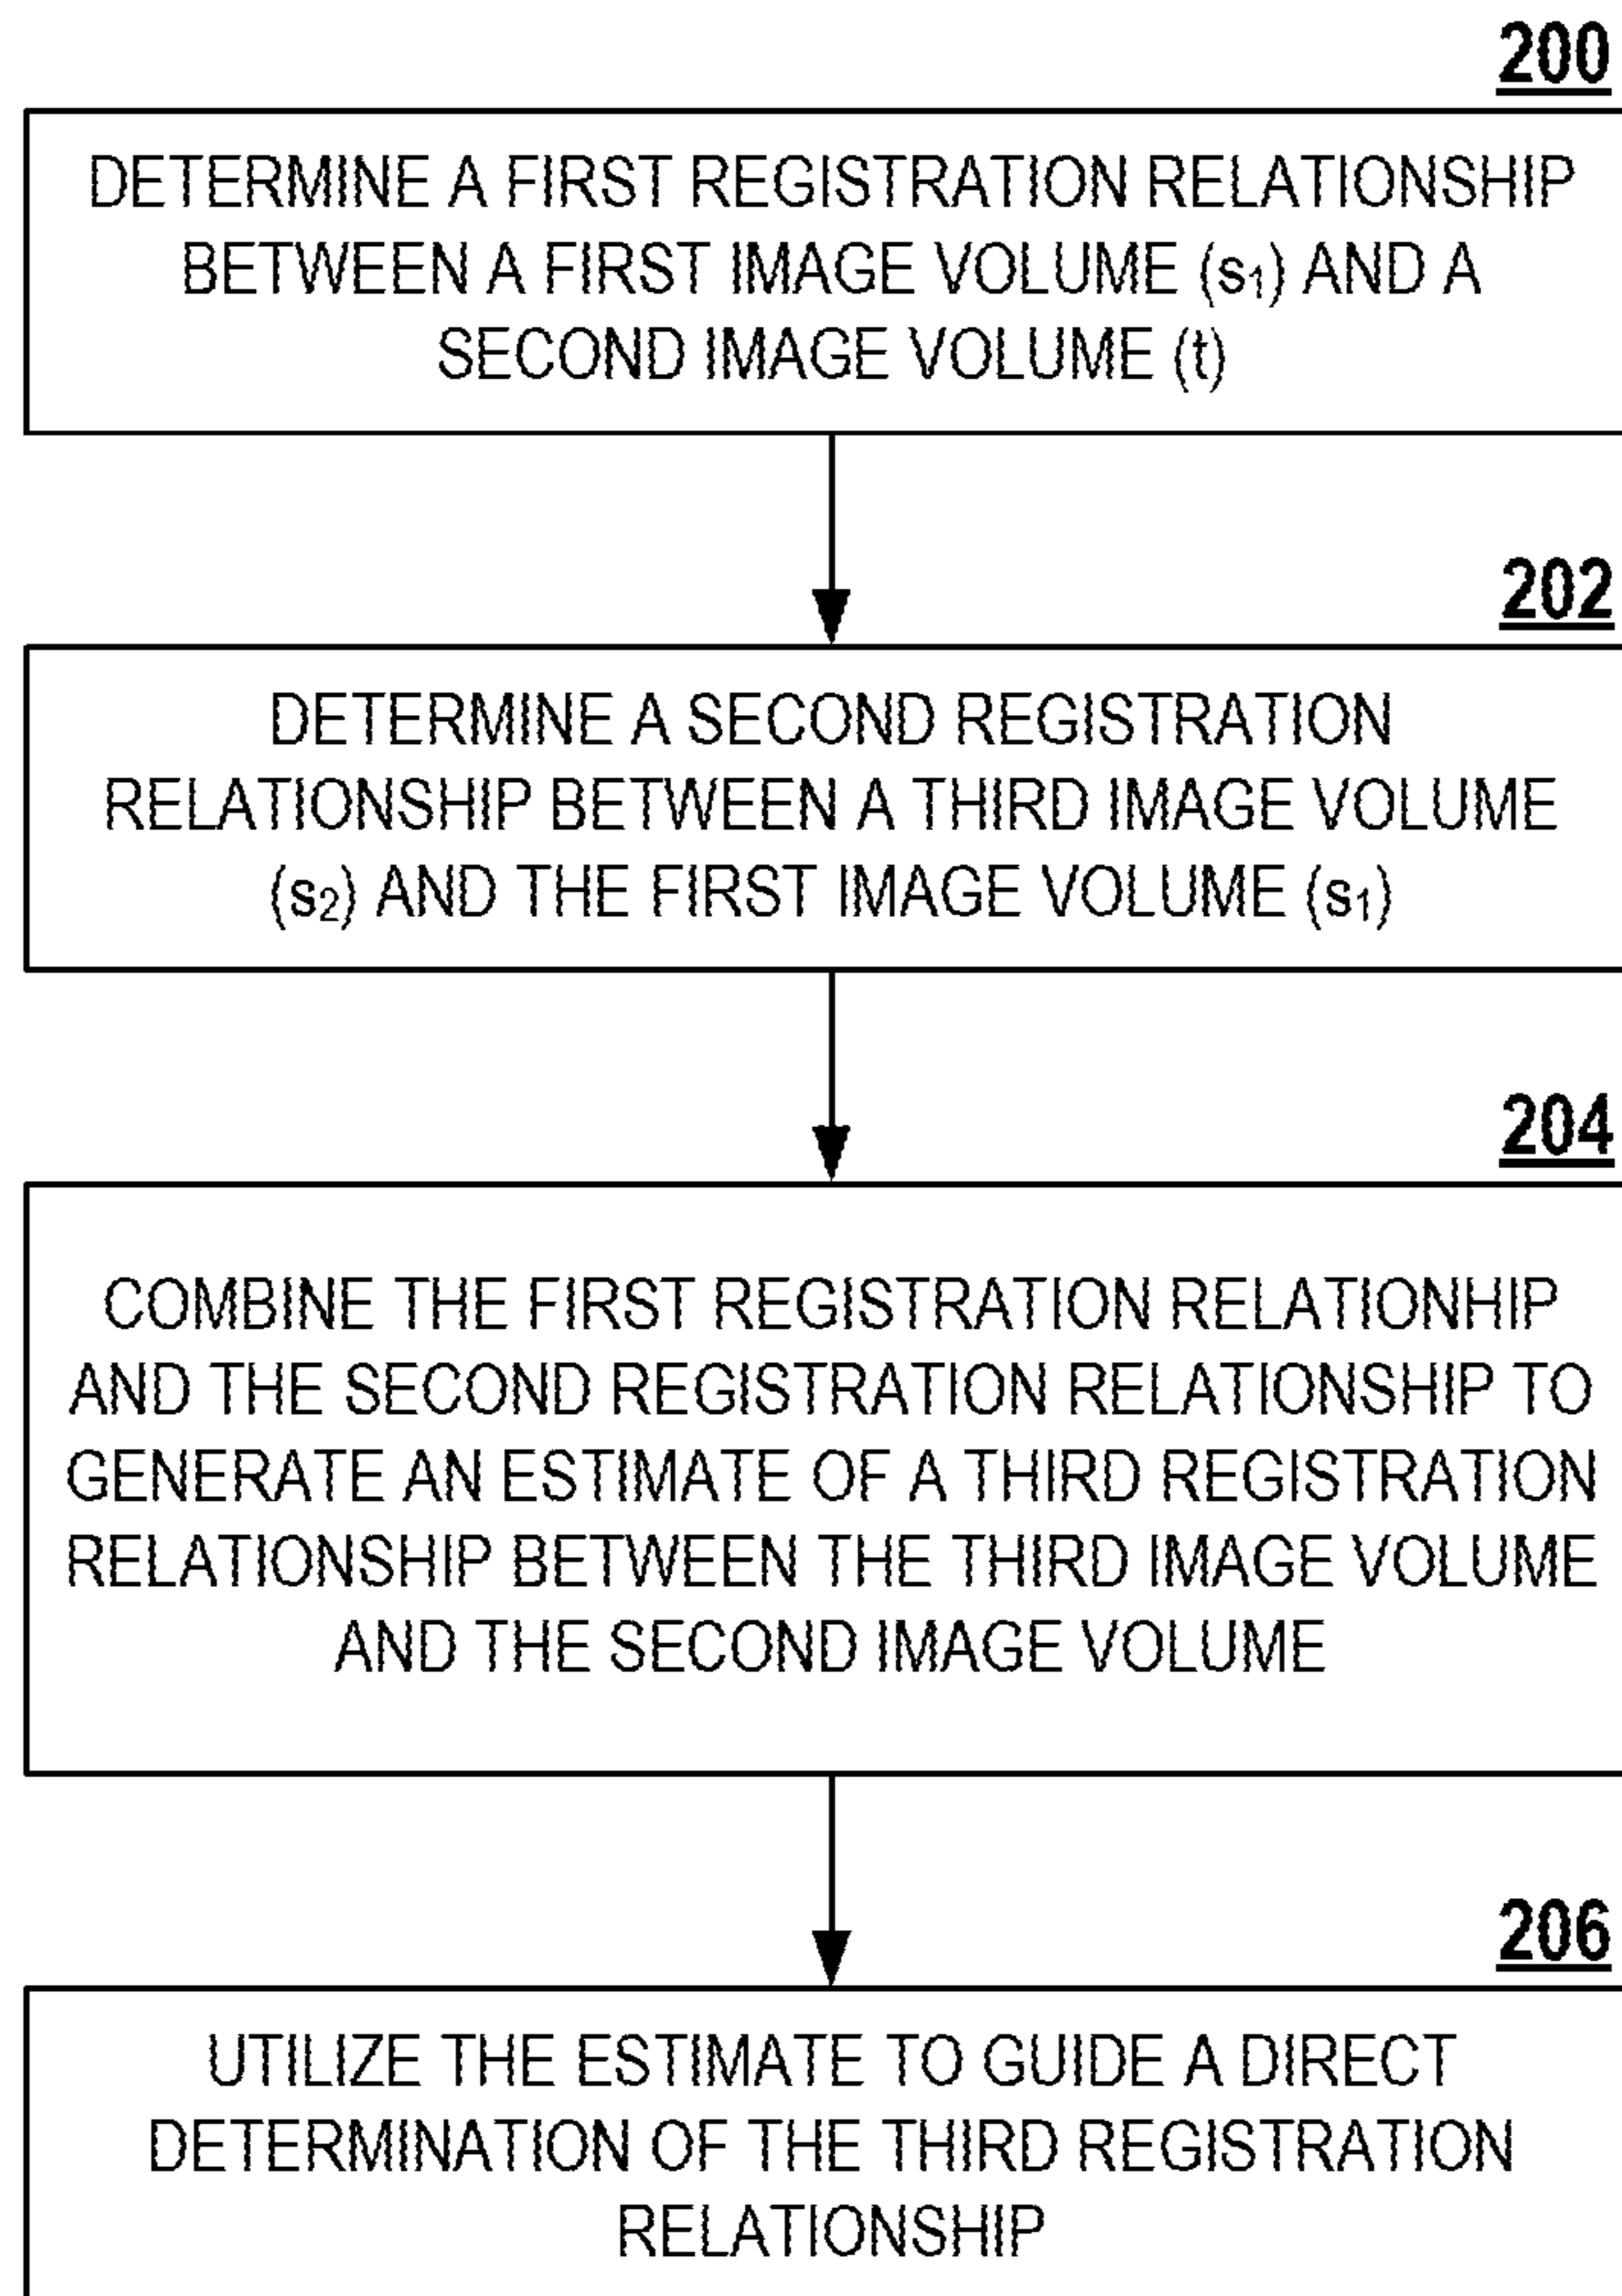 200
DETERMINE A FIRST REGISTRATION RELATIONSHIP
BETWEEN A FIRST IMAGE VOLUME (s₁) AND A
SECOND IMAGE VOLUME (t)
202
DETERMINE A SECOND REGISTRATION
RELATIONSHIP BETWEEN A THIRD IMAGE VOLUME
(s₂) AND THE FIRST IMAGE VOLUME (s₁)
204
COMBINE THE FIRST REGISTRATION RELATIONHIP
AND THE SECOND REGISTRATION RELATIONSHIP TO
GENERATE AN ESTIMATE OF A THIRD REGISTRATION
RELATIONSHIP BETWEEN THE THIRD IMAGE VOLUME
AND THE SECOND IMAGE VOLUME
206
UTILIZE THE ESTIMATE TO GUIDE A DIRECT
DETERMINATION OF THE THIRD REGISTRATION
RELATIONSHIP